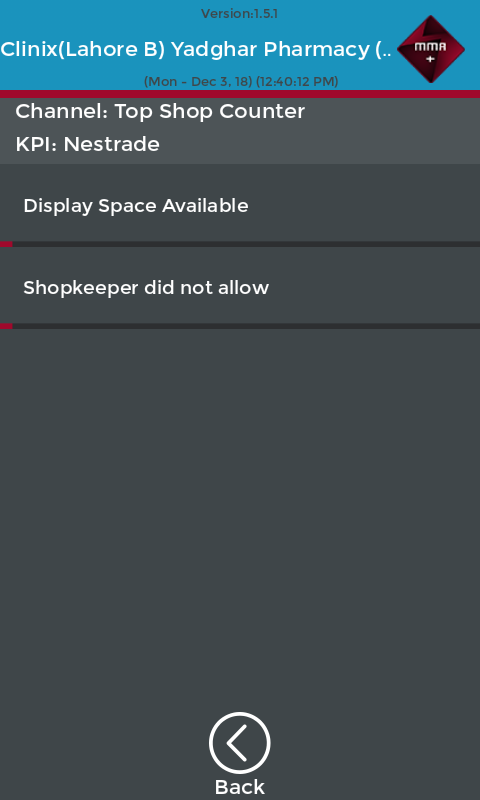 Version:1.5.1
Clinix(Lahore B) Yadghar Pharmacy (..
MMA
+
(Mon - Dec 3, 18) (12:40:12 PM)
Channel: Top Shop Counter
KPI: Nestrade
Display Space Available
Shopkeeper did not allow
Back